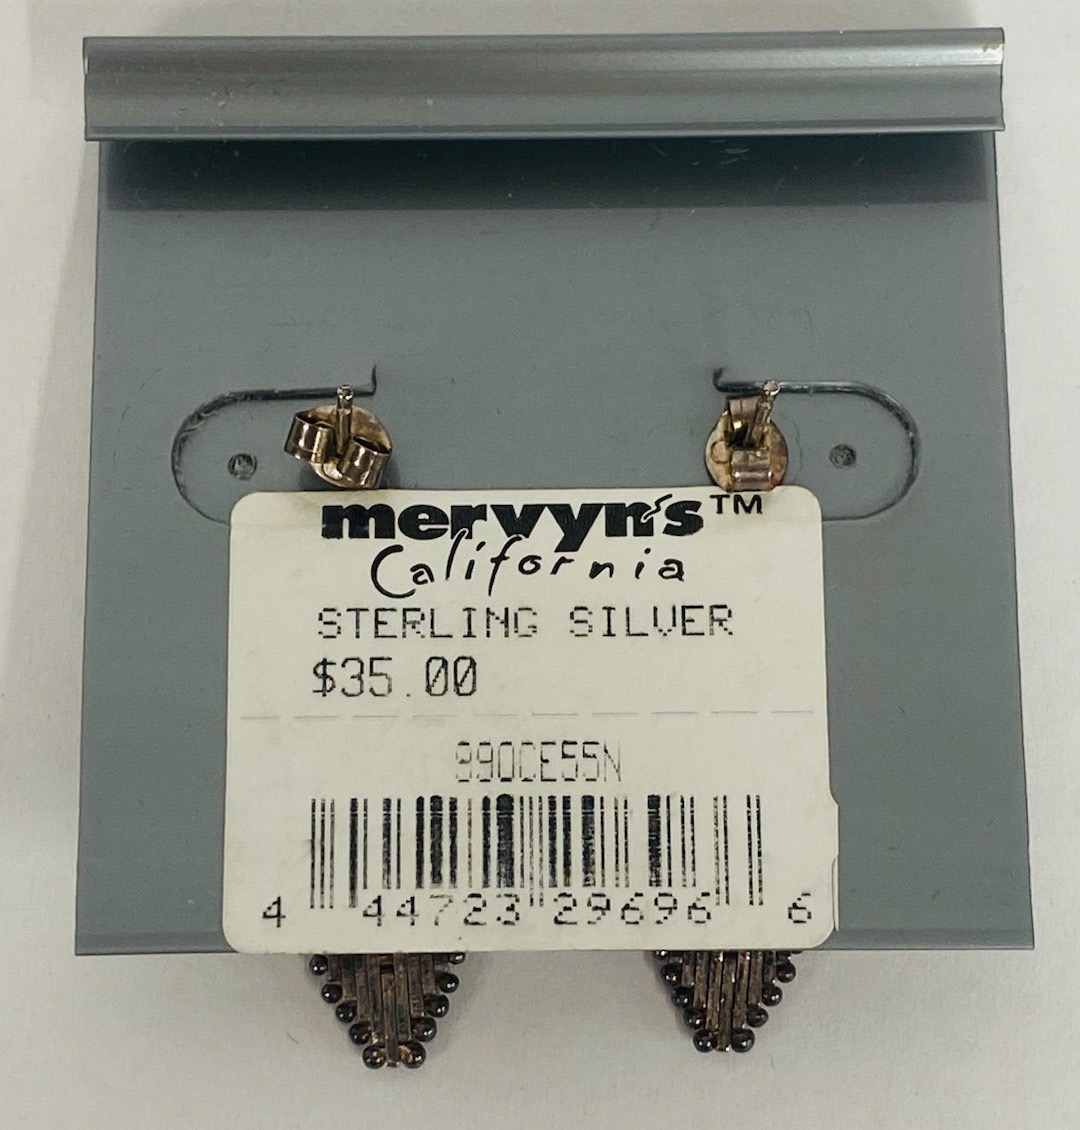 mervyn's™
California
STERLING SILVER
$35.00
990CE55N
4 44723 29696 6